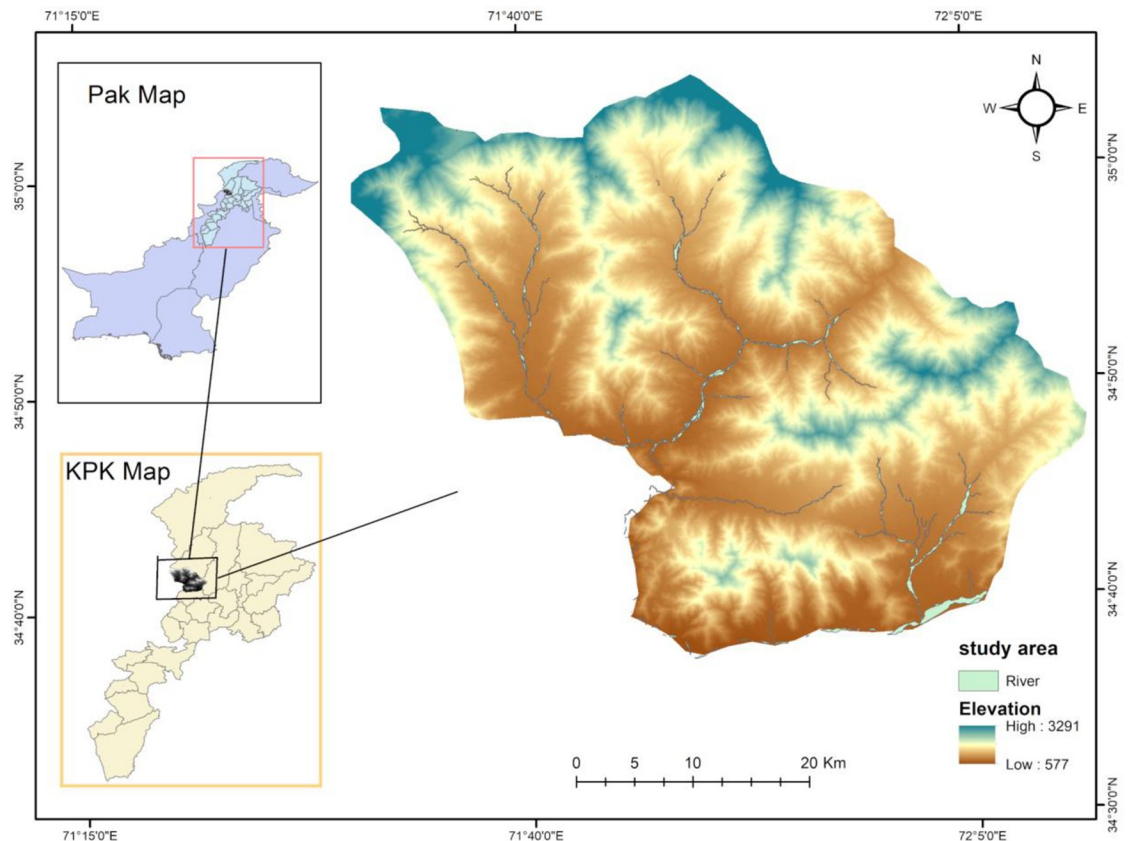 71°15'0"E
71°40'0"E
72°5'0"E
Pak Map
N
W
E
S
35°0'0"N
35°0'0"N
34°50'0"N
34°50'0"N
KPK Map
34°40'0"N
34°40'0"N
study area
River
Elevation
High : 3291
Low : 577
0 5 10 20 Km
34°30'0"N
71°15'0"E
71°40'0"E
72°5'0"E